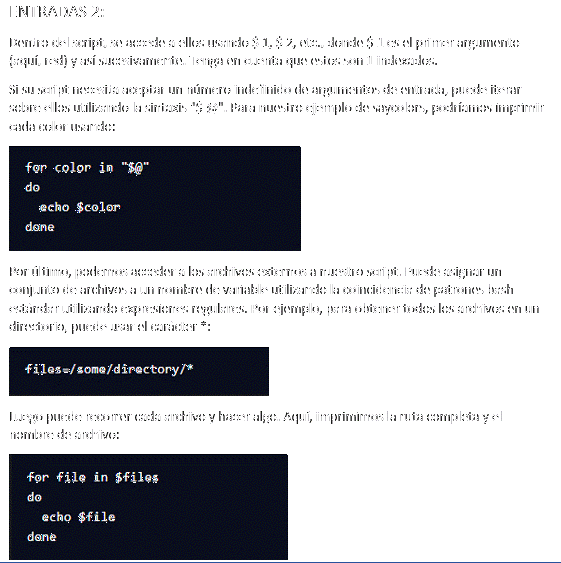 ENTRADAS 2:
Dentro del script, se accede a ellos usando $ 1, $ 2, etc., donde $ 1 es el primer argumento
(aquí, red) y así sucesivamente. Tenga en cuenta que estos son 1 indexados.
Si su script necesita aceptar un número indefinido de argumentos de entrada, puede iterar
sobre ellos utilizando la sintaxis "$ @". Para nuestro ejemplo de saycolors, podríamos imprimir
cada color usando:
for color in "$@"
do
echo $color
done
Por último, podemos acceder a los archivos externos a nuestro script. Puede asignar un
conjunto de archivos a un nombre de variable utilizando la coincidencia de patrones bash
estándar utilizando expresiones regulares. Por ejemplo, para obtener todos los archivos en un
directorio, puede usar el carácter *:
files=/some/directory/*
Luego puede recorrer cada archivo y hacer algo. Aquí, imprimimos la ruta completa y el
nombre de archivo:
for file in $files
do
echo $file
done